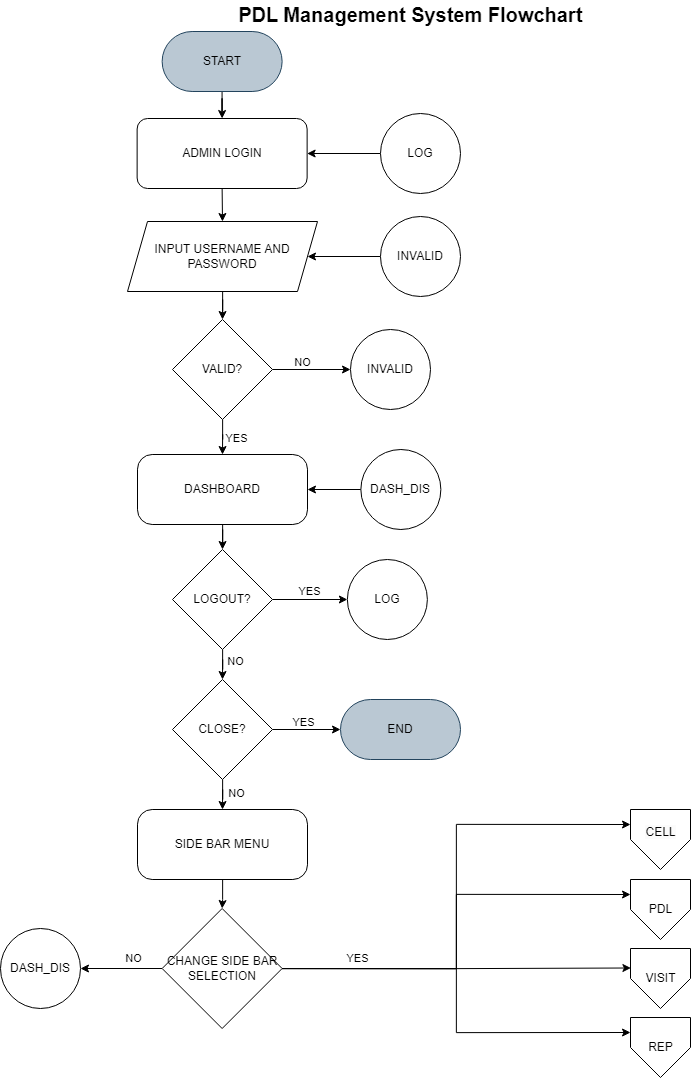 PDL Management System Flowchart
START
ADMIN LOGIN
LOG
INPUT USERNAME AND
PASSWORD
INVALID
VALID?
NO
INVALID
YES
DASHBOARD
DASH_DIS
LOGOUT?
YES
LOG
NO
CLOSE?
YES
END
NO
SIDE BAR MENU
CELL
PDL
CHANGE SIDE BAR
SELECTION
NO
DASH_DIS
YES
VISIT
REP